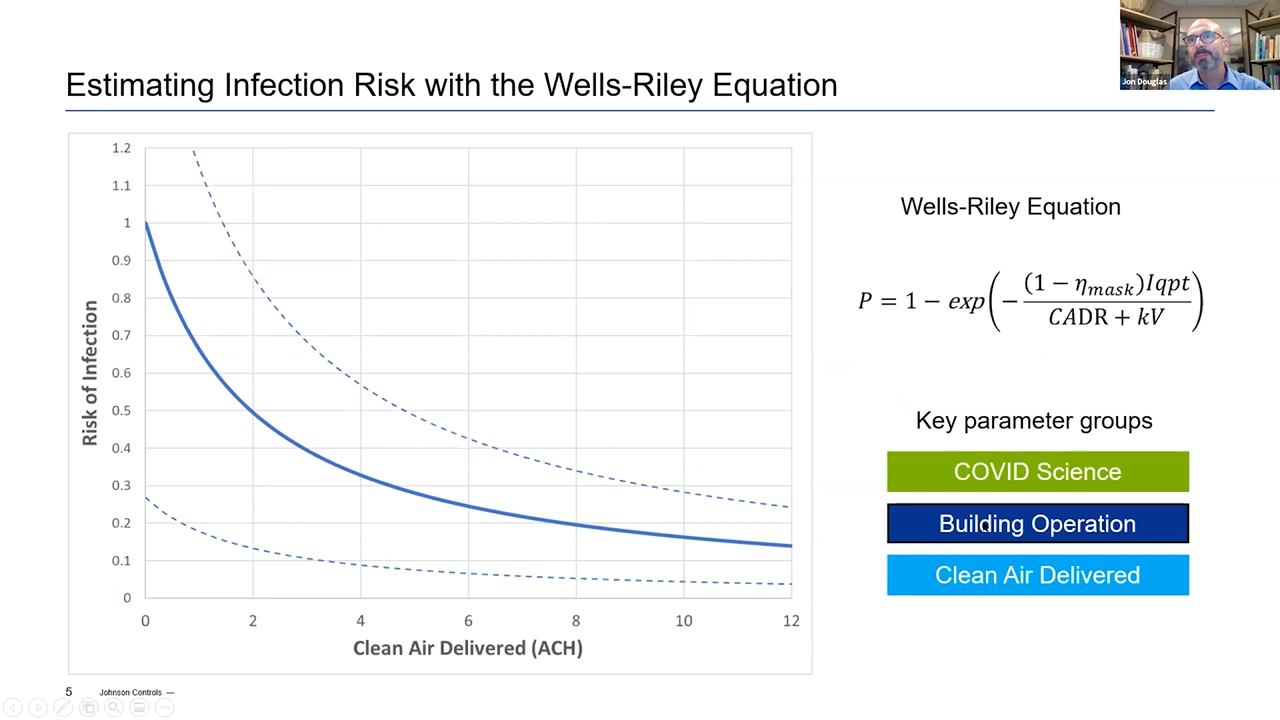 Estimating Infection Risk with the Wells-Riley Equation
Jon Douglas
1.2
1.1
1
0.9
0.8
0.7
0.6
0.5
0.4
0.3
0.2
0.1
0
Risk of Infection
0 2 4 6 8 10 12
Clean Air Delivered (ACH)
Wells-Riley Equation
P = 1 − exp(−(1 − η_mask)Iqpt / CADR + kV)
Key parameter groups
COVID Science
Building Operation
Clean Air Delivered
5 Johnson Controls —